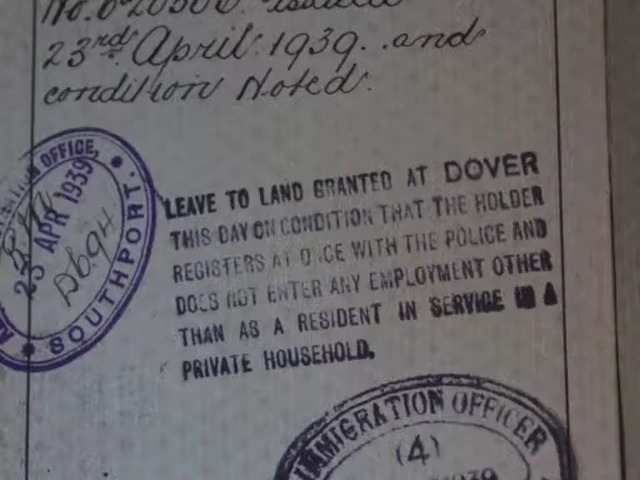 No.
23rd April 1939. and
condition Noted.
OFFICE,
23 APR 1939
SOUTHPORT.
LEAVE TO LAND GRANTED AT DOVER
THIS DAY ON CONDITION THAT THE HOLDER
REGISTERS AT ONCE WITH THE POLICE AND
DOES NOT ENTER ANY EMPLOYMENT OTHER
THAN AS A RESIDENT IN SERVICE IN A
PRIVATE HOUSEHOLD.
IMMIGRATION OFFICER
(4)